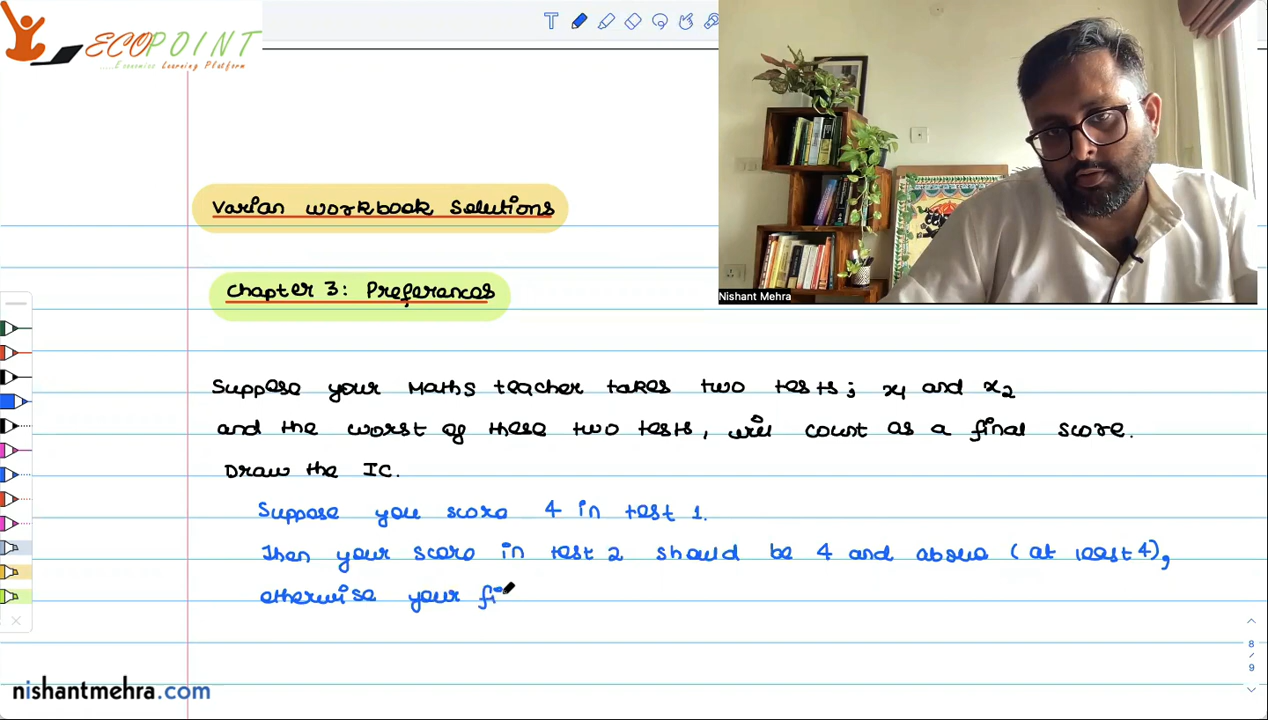 ECOPOINT
.....Economics Learning Platform
Nishant Mehra
Varian workbook Solutions
Chapter 3: Preferences
Suppose your Maths teacher takes two tests; x1 and x2
and the worst of these two tests, will count as a final score.
Draw the IC.
Suppose you score 4 in test 1.
Then your score in test 2 should be 4 and above (at least 4),
otherwise your fi
8
/
9
nishantmehra.com